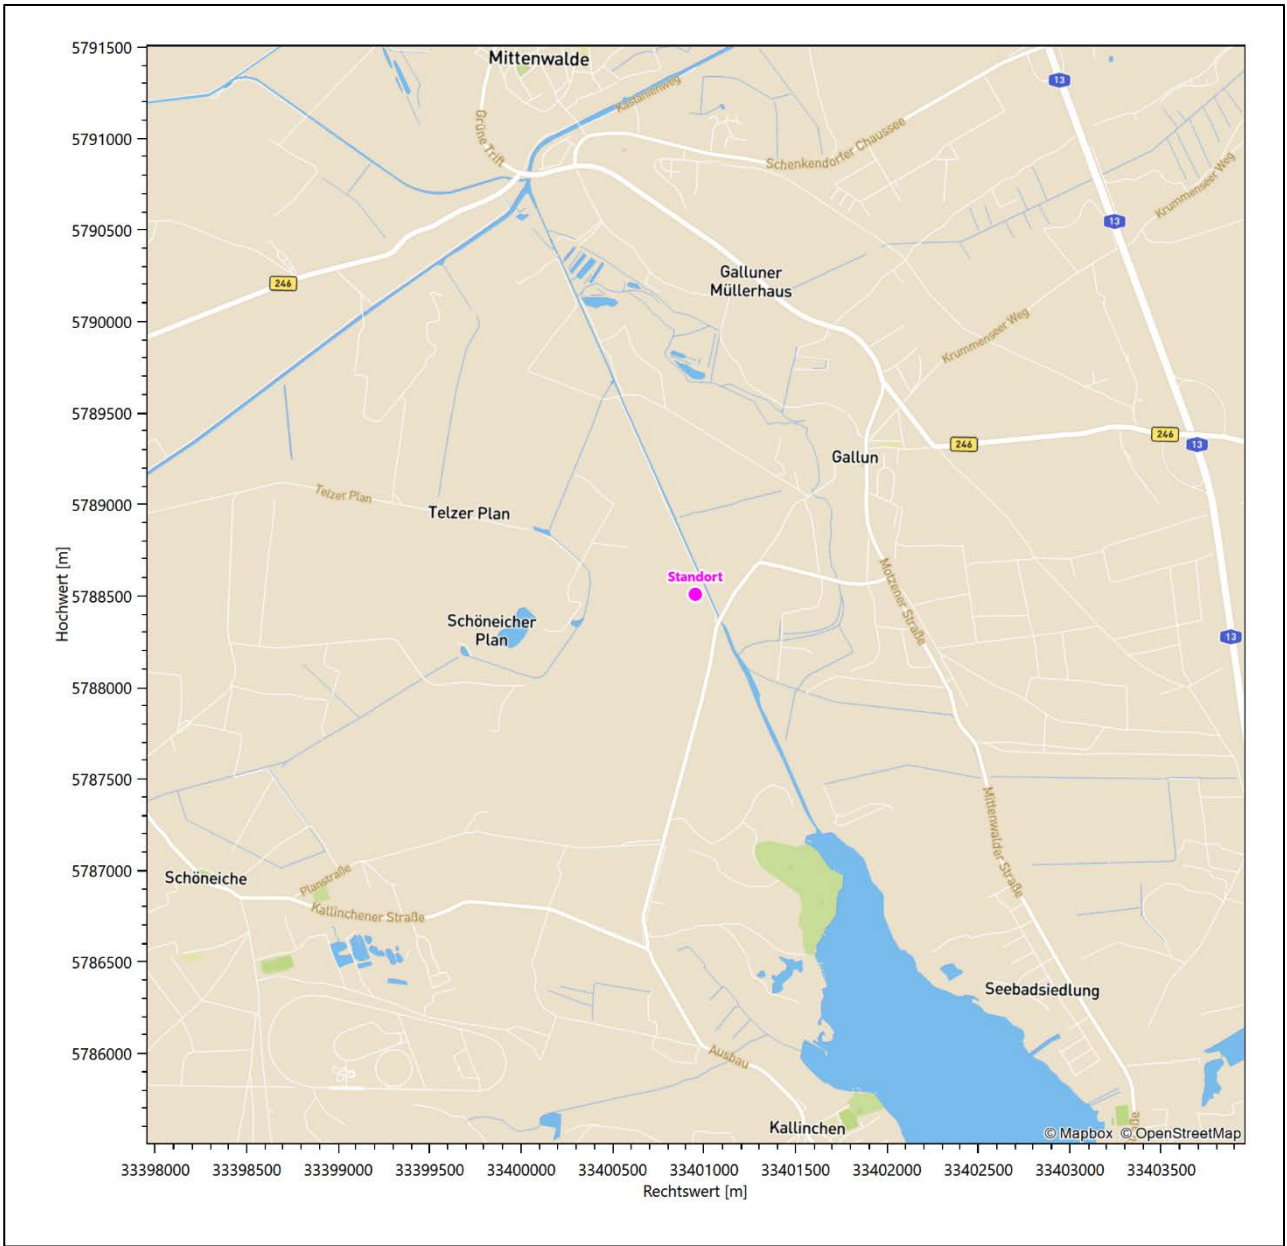 5791500
5791000
5790500
5790000
5789500
5789000
5788500
5788000
5787500
5787000
5786500
5786000
Hochwert [m]
Mittenwalde
Kastanienweg
13
Grüne Trift
Schenkendorfer Chaussee
Krummenseer Weg
13
246
Galluner
Müllerhaus
Krummenseer Weg
246
246
13
Gallun
Telzer Plan
Telzer Plan
Standort
Motzener Straße
Schöneicher
Plan
13
Mittenwalder Straße
Schöneiche
Planstraße
Kallinchener Straße
Seebadsiedlung
Ausbau
Kallinchen
aße
© Mapbox © OpenStreetMap
33398000
33398500
33399000
33399500
33400000
33400500
33401000
33401500
33402000
33402500
33403000
33403500
Rechtswert [m]